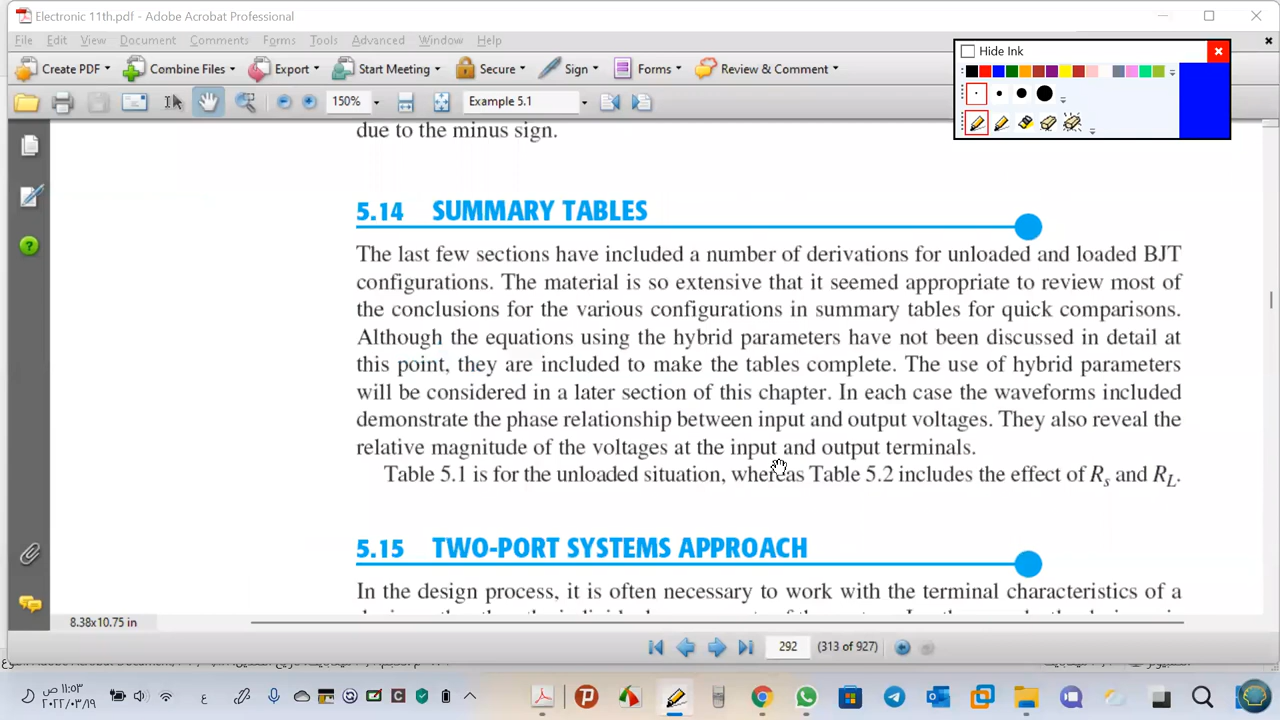 Electronic 11th.pdf - Adobe Acrobat Professional
File Edit View Document Comments Forms Tools Advanced Window Help
Hide Ink
Create PDF Combine Files Export Start Meeting Secure Sign Forms Review & Comment
150% Example 5.1
due to the minus sign.
5.14 SUMMARY TABLES
The last few sections have included a number of derivations for unloaded and loaded BJT
configurations. The material is so extensive that it seemed appropriate to review most of
the conclusions for the various configurations in summary tables for quick comparisons.
Although the equations using the hybrid parameters have not been discussed in detail at
this point, they are included to make the tables complete. The use of hybrid parameters
will be considered in a later section of this chapter. In each case the waveforms included
demonstrate the phase relationship between input and output voltages. They also reveal the
relative magnitude of the voltages at the input and output terminals.
Table 5.1 is for the unloaded situation, whereas Table 5.2 includes the effect of Rs and RL.
5.15 TWO-PORT SYSTEMS APPROACH
In the design process, it is often necessary to work with the terminal characteristics of a
8.38x10.75 in
292 (313 of 927)
١١:٥٣ ص
٢٠٢٢/٠٣/١٩
ع